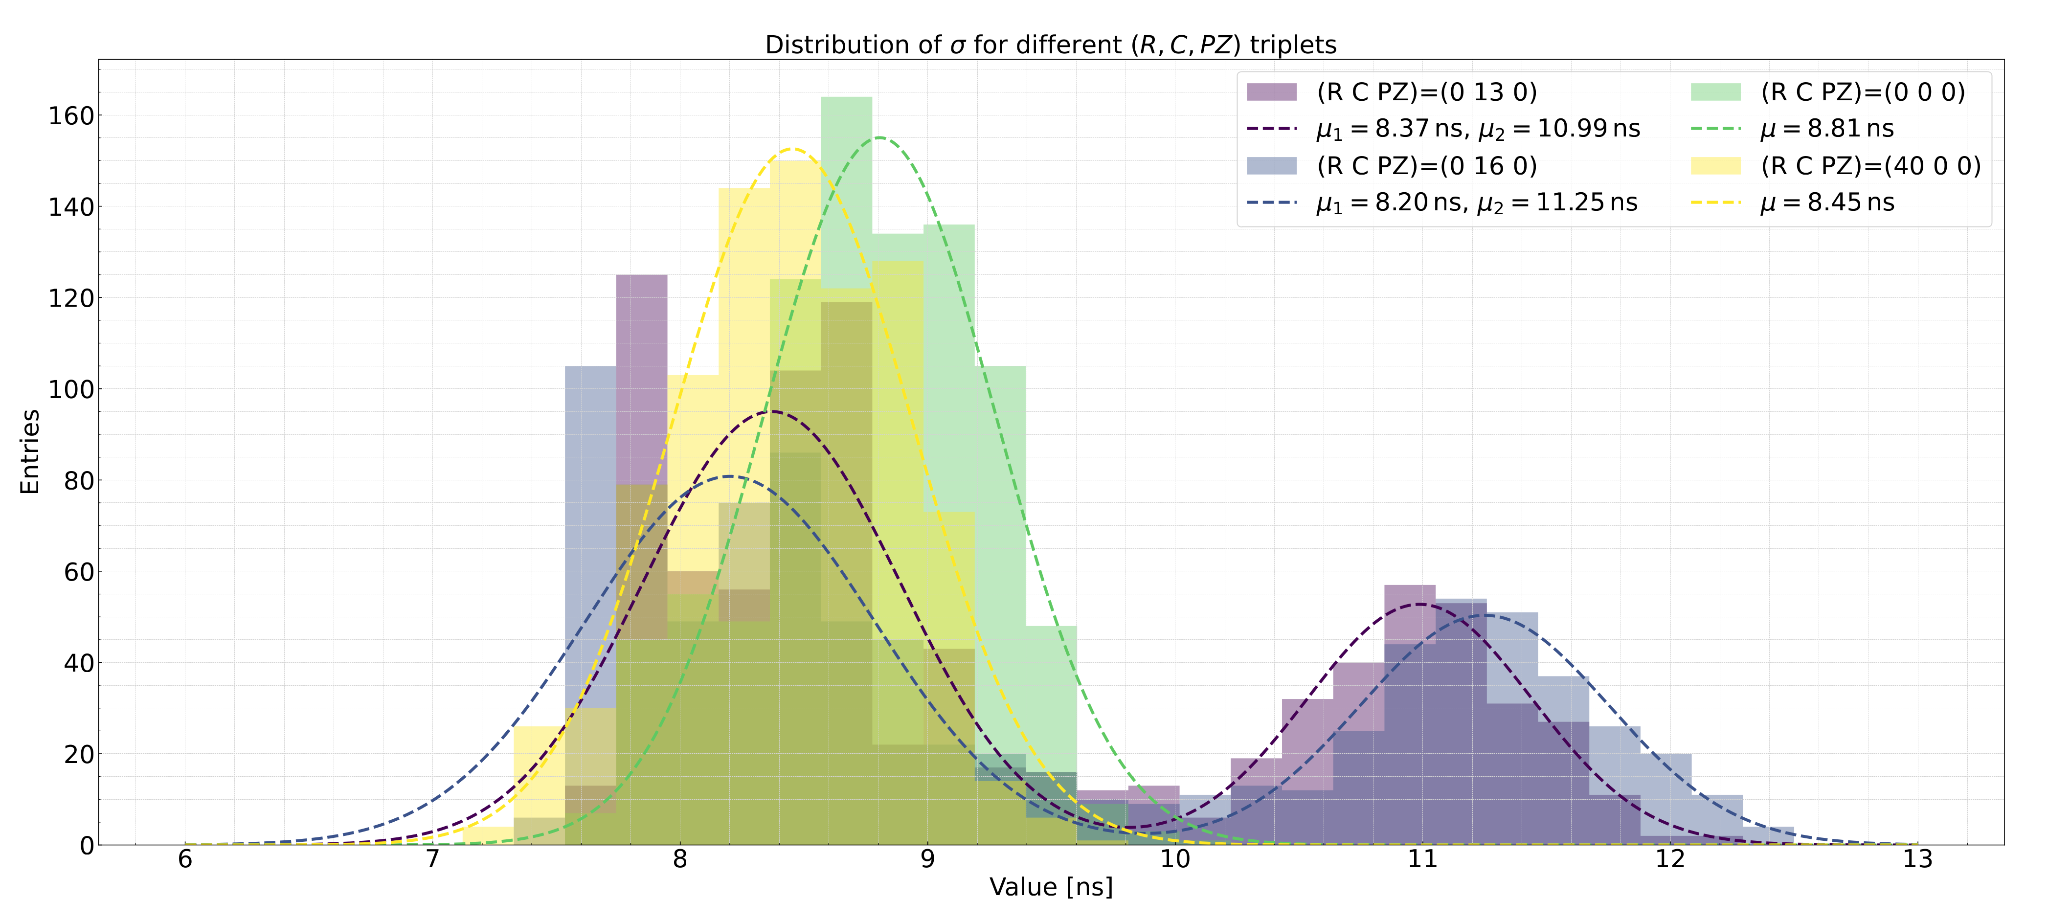 Distribution of σ for different (R, C, PZ) triplets
(R C PZ)=(0 13 0)
μ₁ = 8.37 ns, μ₂ = 10.99 ns
(R C PZ)=(0 16 0)
μ₁ = 8.20 ns, μ₂ = 11.25 ns
(R C PZ)=(0 0 0)
μ = 8.81 ns
(R C PZ)=(40 0 0)
μ = 8.45 ns
Entries
160
140
120
100
80
60
40
20
0
6 7 8 9 10 11 12 13
Value [ns]